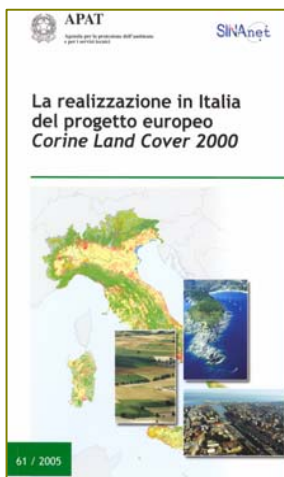 APAT
Agenzia per la protezione dell'ambiente
e per i servizi tecnici
SINAnet
La realizzazione in Italia
del progetto europeo
Corine Land Cover 2000
61 / 2005